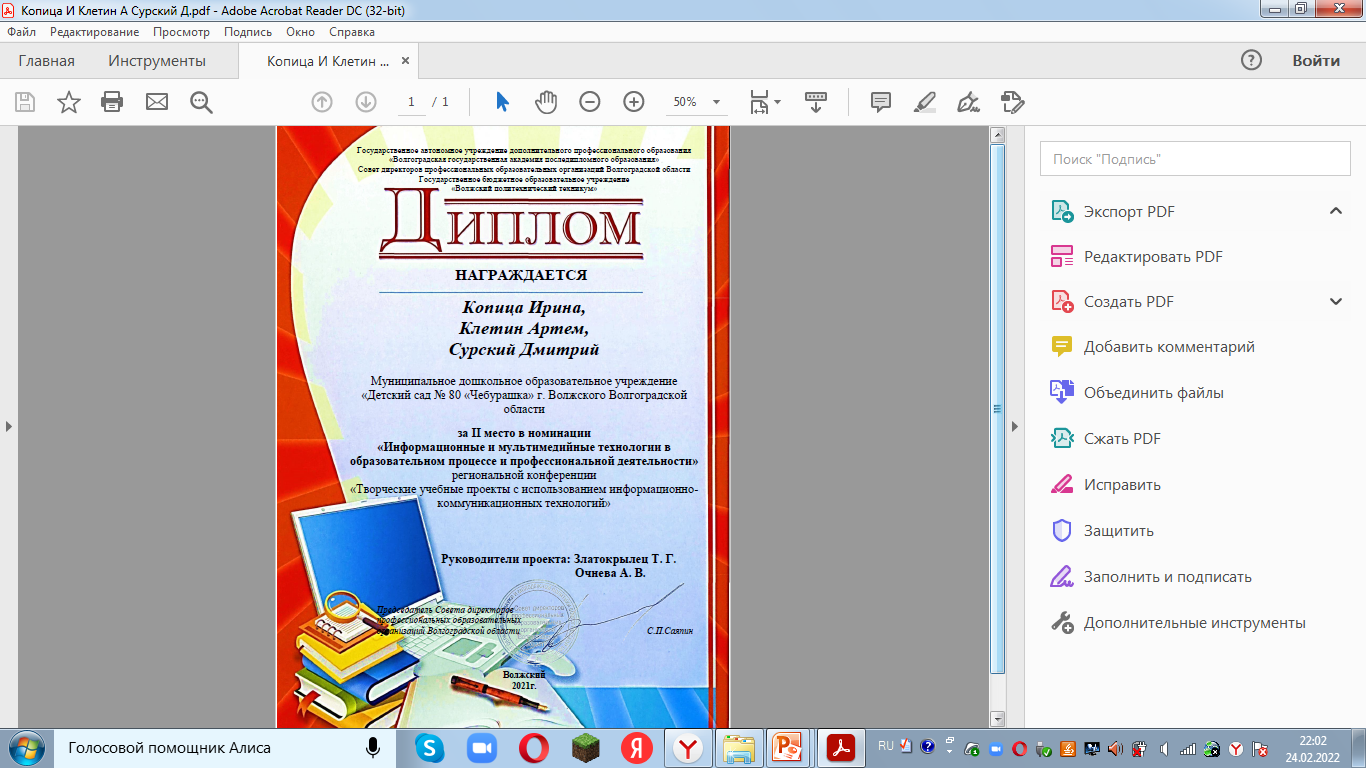 Копица И Клетин А Сурский Д.pdf - Adobe Acrobat Reader DC (32-bit)
Файл Редактирование Просмотр Подпись Окно Справка
Главная Инструменты Копица И Клетин ... × Войти
1 / 1 50%
Государственное автономное учреждение дополнительного профессионального образования
«Волгоградская государственная академия последипломного образования»
Совет директоров профессиональных образовательных организаций Волгоградской области
Государственное бюджетное образовательное учреждение
«Волжский политехнический техникум»
Диплом
НАГРАЖДАЕТСЯ
Копица Ирина,
Клетин Артем,
Сурский Дмитрий
Муниципальное дошкольное образовательное учреждение
«Детский сад № 80 «Чебурашка» г. Волжского Волгоградской
области
за II место в номинации
«Информационные и мультимедийные технологии в
образовательном процессе и профессиональной деятельности»
региональной конференции
«Творческие учебные проекты с использованием информационно-
коммуникационных технологий»
Руководители проекта: Златокрылец Т. Г.
Очнева А. В.
Председатель Совета директоров
профессиональных образовательных
организаций Волгоградской области С.П.Саяпин
Волжский
2021г.
Поиск "Подпись"
Экспорт PDF
Редактировать PDF
Создать PDF
Добавить комментарий
Объединить файлы
Сжать PDF
Исправить
Защитить
Заполнить и подписать
Дополнительные инструменты
Голосовой помощник Алиса
RU
22:02
24.02.2022